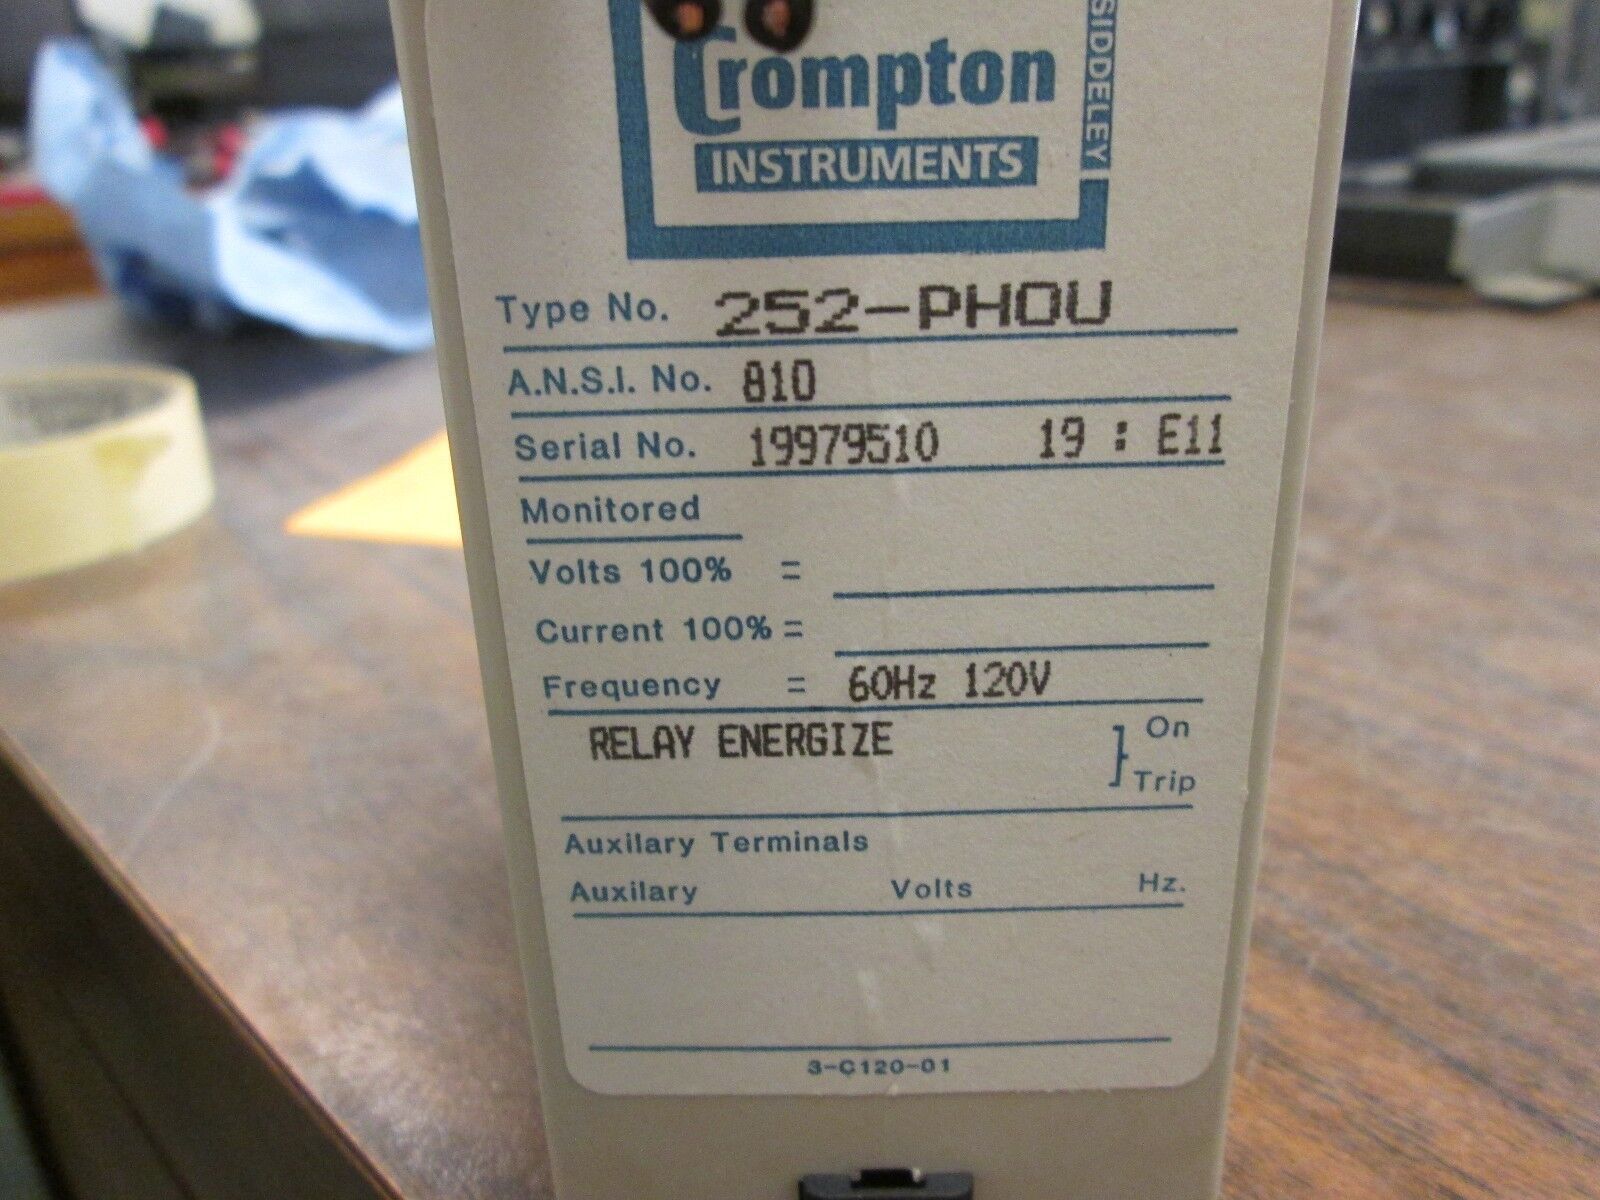 SIDDELEY
Crompton
INSTRUMENTS
Type No. 252-PHOU
A.N.S.I. No. 810
Serial No. 19979510 19 : E11
Monitored
Volts 100% =
Current 100% =
Frequency = 60Hz 120V
RELAY ENERGIZE } On
Trip
Auxilary Terminals
Auxilary Volts Hz.
3-C120-01